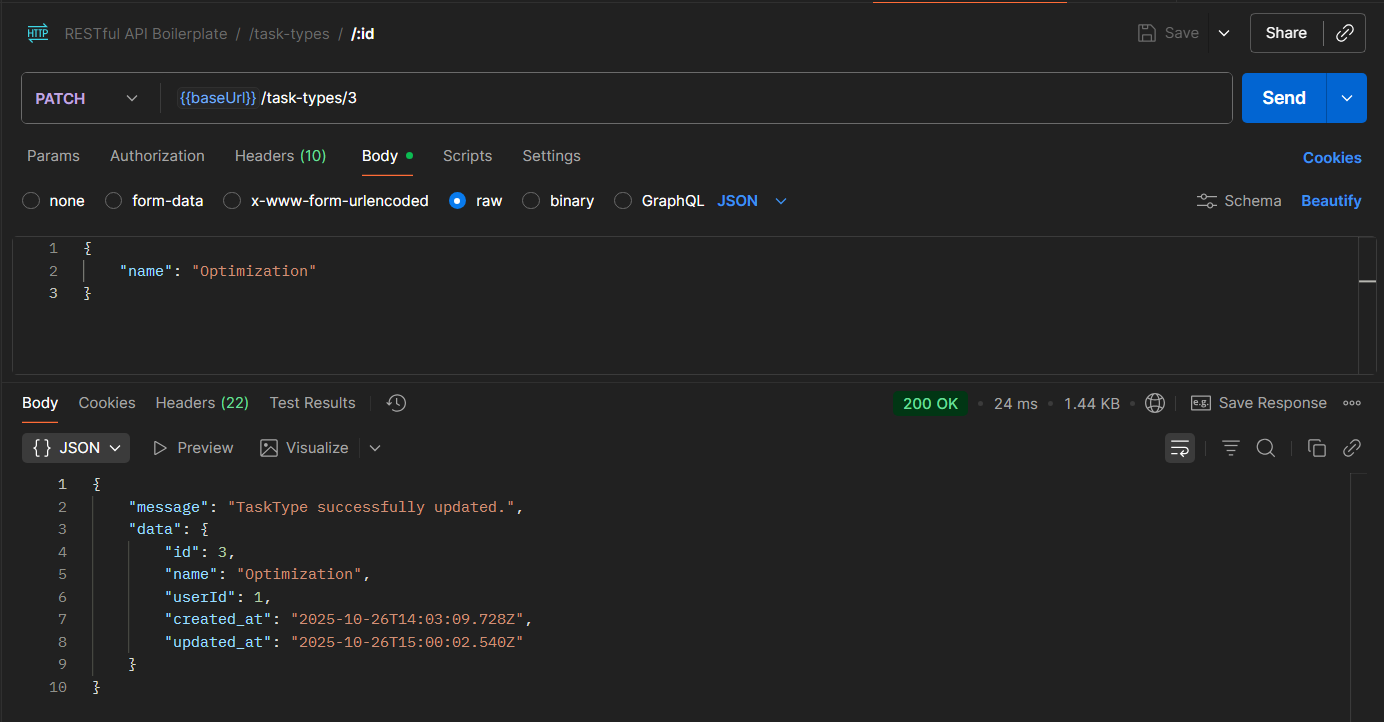 HTTP RESTful API Boilerplate / /task-types / /:id Save Share
PATCH {{baseUrl}}/task-types/3 Send
Params Authorization Headers (10) Body Scripts Settings Cookies
none form-data x-www-form-urlencoded raw binary GraphQL JSON Schema Beautify
1 {
2 "name": "Optimization"
3 }
Body Cookies Headers (22) Test Results 200 OK 24 ms 1.44 KB e.g. Save Response
{} JSON Preview Visualize
1 {
2 "message": "TaskType successfully updated.",
3 "data": {
4 "id": 3,
5 "name": "Optimization",
6 "userId": 1,
7 "created_at": "2025-10-26T14:03:09.728Z",
8 "updated_at": "2025-10-26T15:00:02.540Z"
9 }
10 }